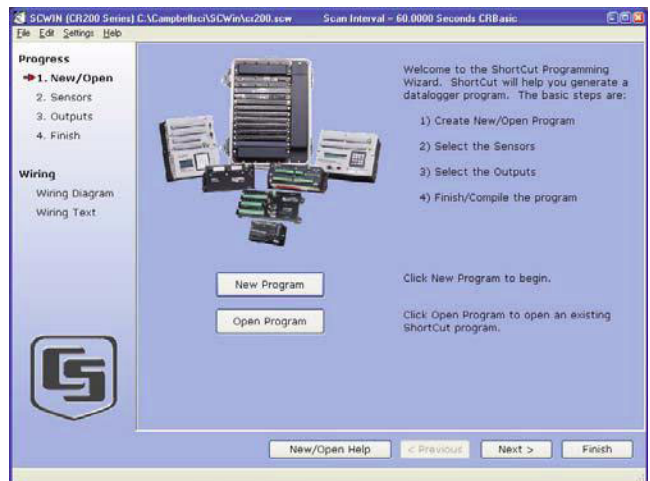 SCWIN (CR200 Series) C:\Campbellsci\SCWin\cr200.scw Scan Interval = 60.0000 Seconds CRBasic
File Edit Settings Help
Progress
1. New/Open
2. Sensors
3. Outputs
4. Finish
Wiring
Wiring Diagram
Wiring Text
Welcome to the ShortCut Programming
Wizard. ShortCut will help you generate a
datalogger program. The basic steps are:
1) Create New/Open Program
2) Select the Sensors
3) Select the Outputs
4) Finish/Compile the program
New Program
Click New Program to begin.
Open Program
Click Open Program to open an existing
ShortCut program.
New/Open Help
< Previous
Next >
Finish